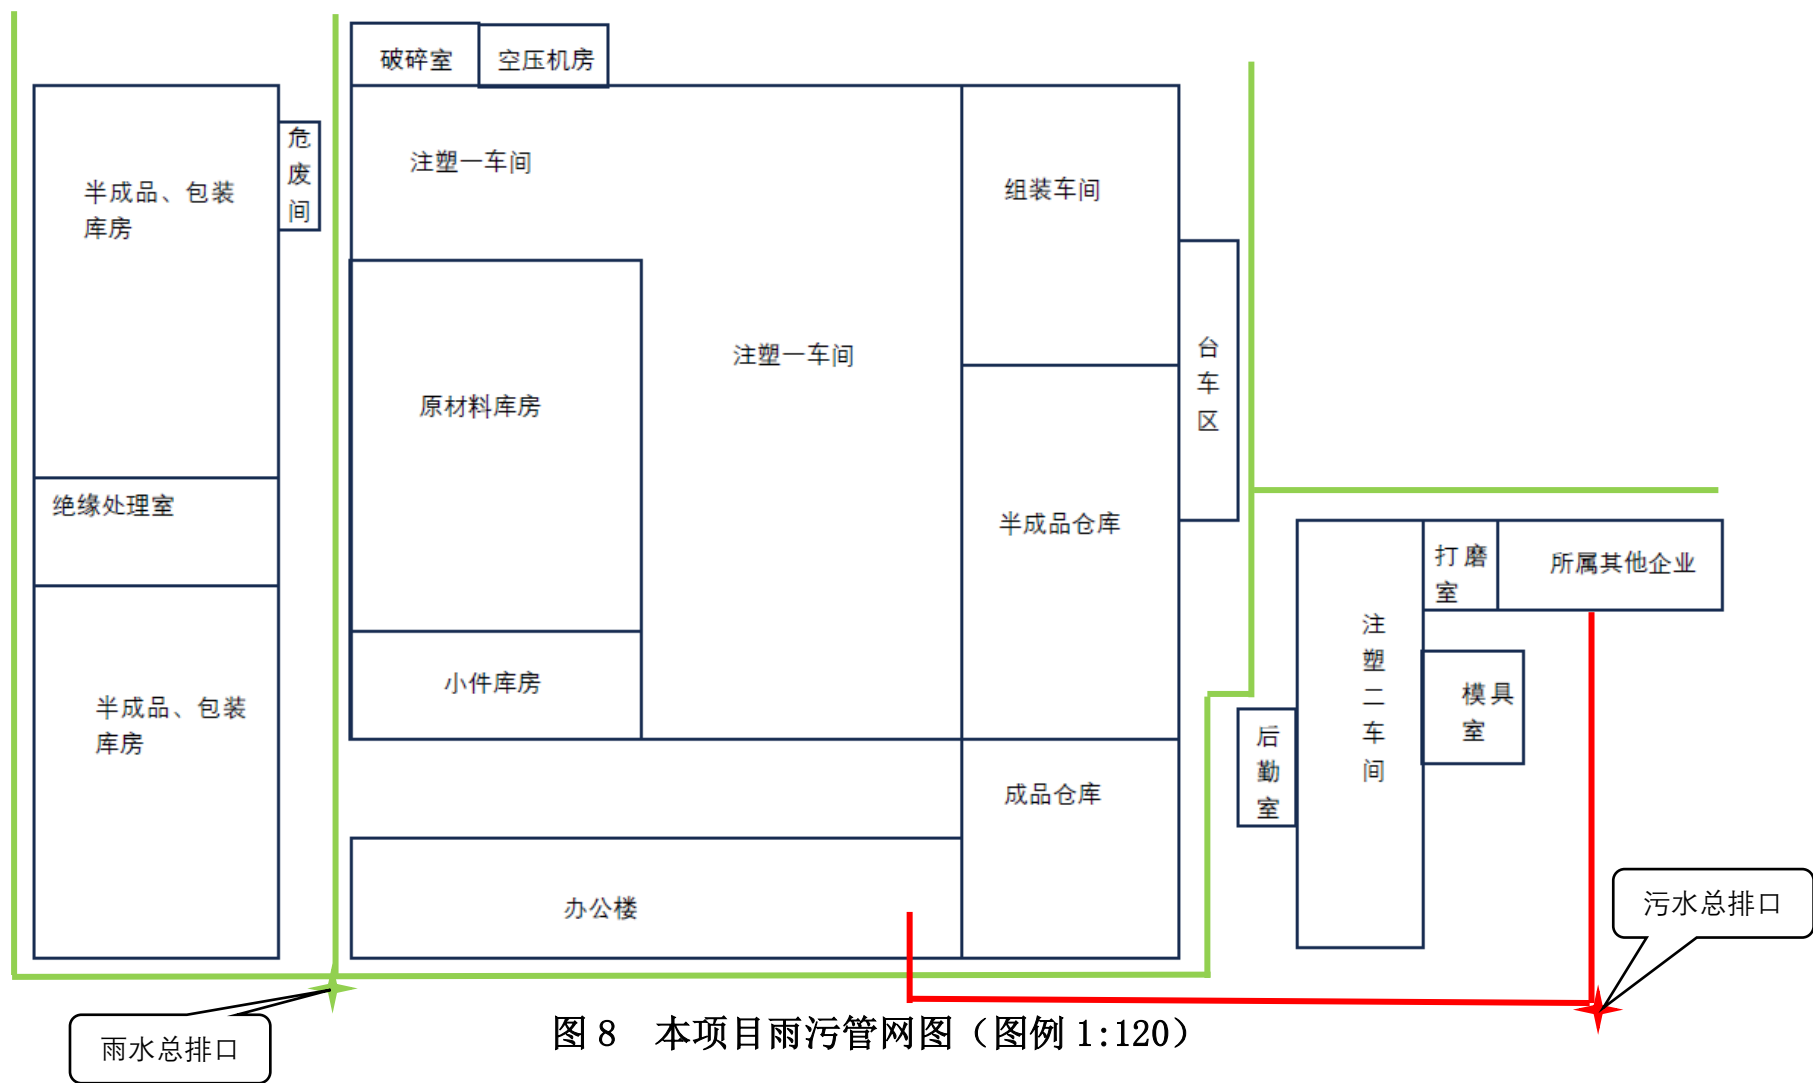 破碎室
空压机房
危
废
间
半成品、包装
库房
注塑一车间
组装车间
台
车
区
注塑一车间
原材料库房
绝缘处理室
半成品仓库
打磨
室
所属其他企业
注
塑
二
车
间
小件库房
模具
室
半成品、包装
库房
后
勤
室
成品仓库
办公楼
污水总排口
雨水总排口
图 8 本项目雨污管网图（图例 1:120）